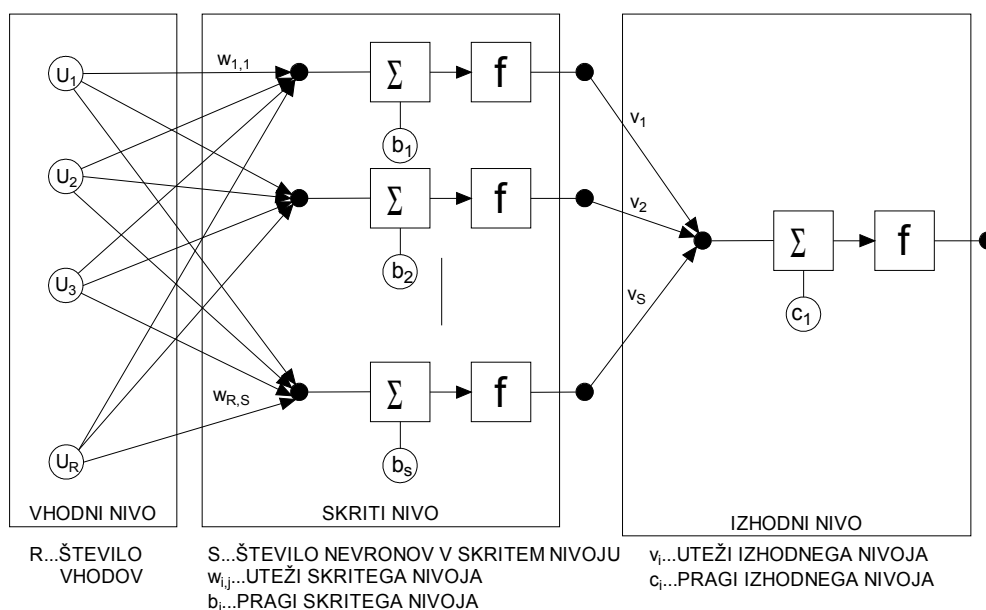 U1
U2
U3
UR
VHODNI NIVO
R...ŠTEVILO
VHODOV
w1,1
wR,S
Σ
f
b1
Σ
f
b2
Σ
f
bs
SKRITI NIVO
S...ŠTEVILO NEVRONOV V SKRITEM NIVOJU
wi,j...UTEŽI SKRITEGA NIVOJA
bi...PRAGI SKRITEGA NIVOJA
v1
v2
vS
Σ
f
c1
IZHODNI NIVO
vi...UTEŽI IZHODNEGA NIVOJA
ci...PRAGI IZHODNEGA NIVOJA